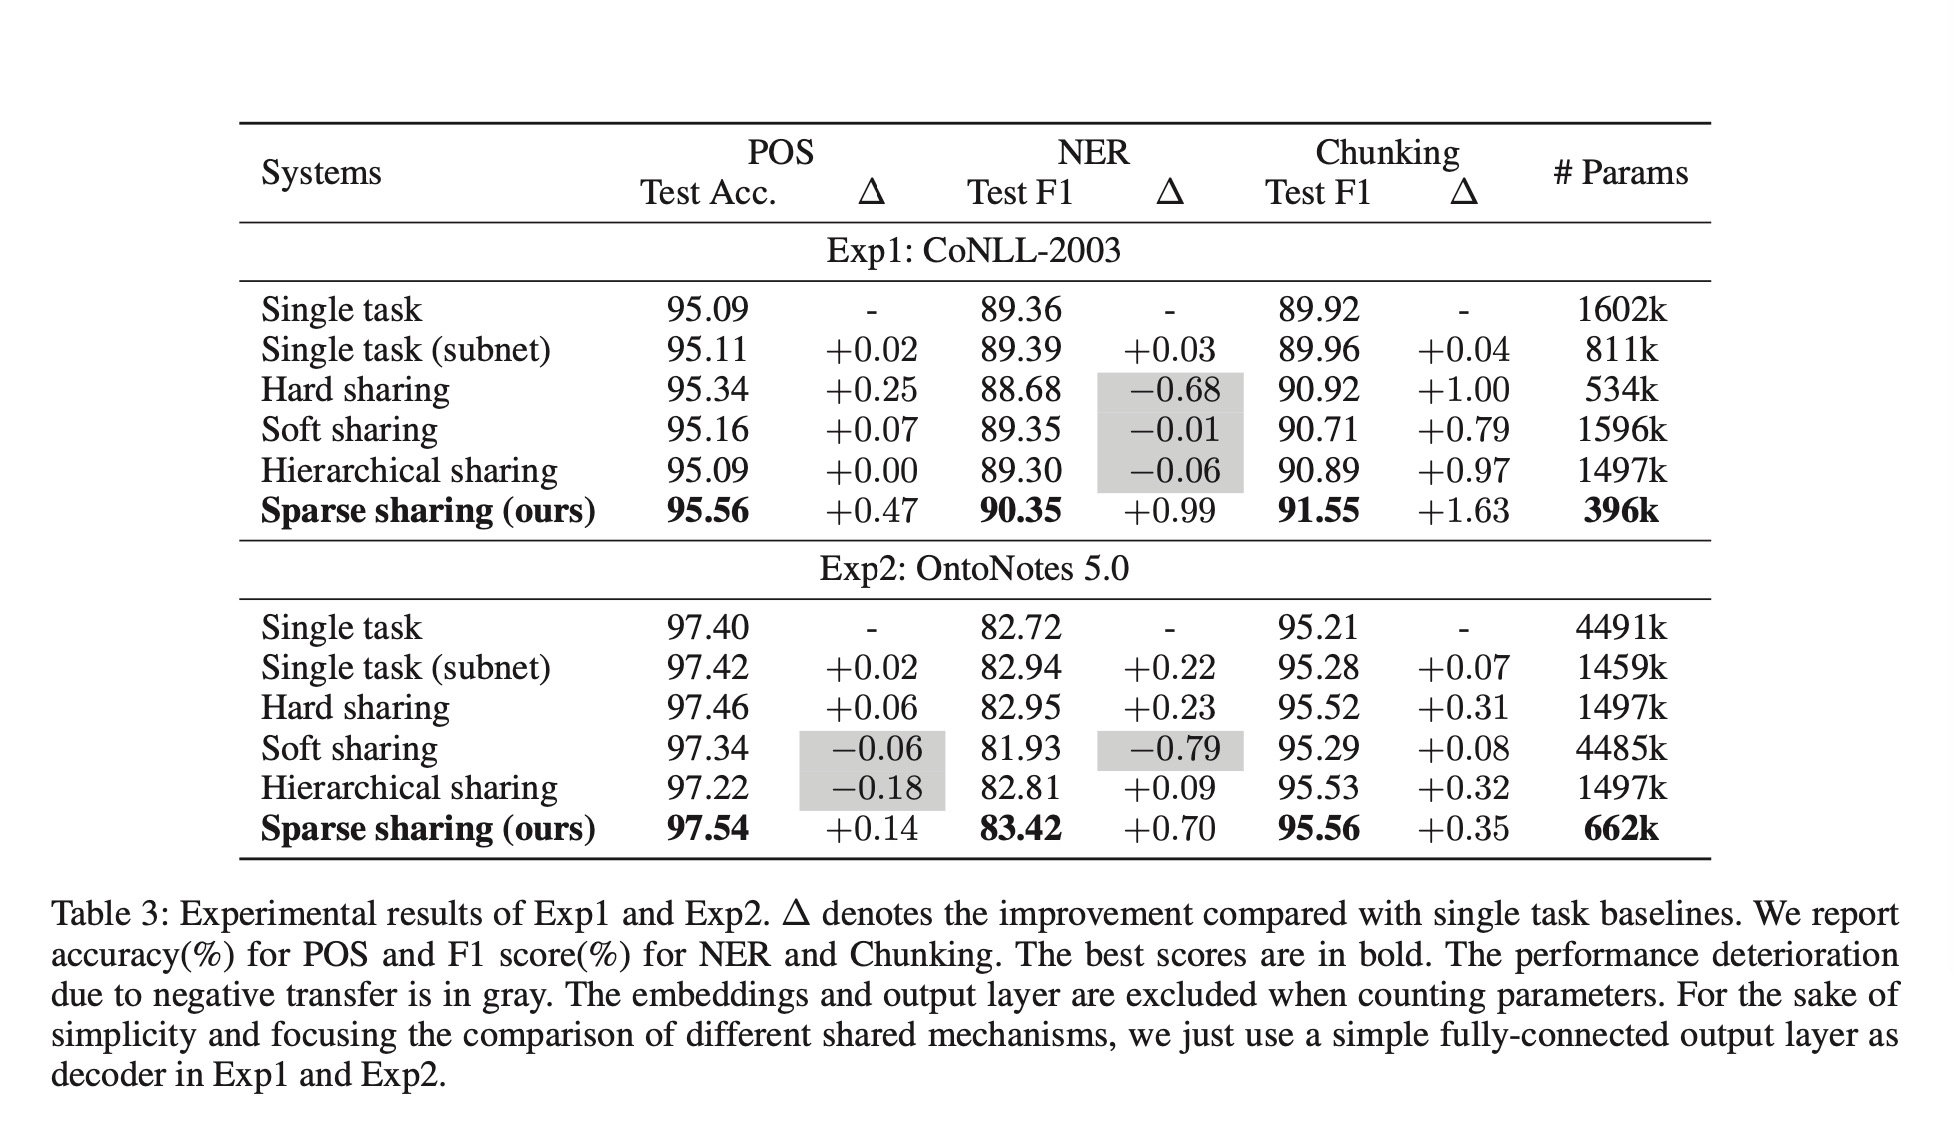 Systems POS NER Chunking # Params
Test Acc. Δ Test F1 Δ Test F1 Δ
Exp1: CoNLL-2003
Single task 95.09 - 89.36 - 89.92 - 1602k
Single task (subnet) 95.11 +0.02 89.39 +0.03 89.96 +0.04 811k
Hard sharing 95.34 +0.25 88.68 −0.68 90.92 +1.00 534k
Soft sharing 95.16 +0.07 89.35 −0.01 90.71 +0.79 1596k
Hierarchical sharing 95.09 +0.00 89.30 −0.06 90.89 +0.97 1497k
Sparse sharing (ours) 95.56 +0.47 90.35 +0.99 91.55 +1.63 396k
Exp2: OntoNotes 5.0
Single task 97.40 - 82.72 - 95.21 - 4491k
Single task (subnet) 97.42 +0.02 82.94 +0.22 95.28 +0.07 1459k
Hard sharing 97.46 +0.06 82.95 +0.23 95.52 +0.31 1497k
Soft sharing 97.34 −0.06 81.93 −0.79 95.29 +0.08 4485k
Hierarchical sharing 97.22 −0.18 82.81 +0.09 95.53 +0.32 1497k
Sparse sharing (ours) 97.54 +0.14 83.42 +0.70 95.56 +0.35 662k
Table 3: Experimental results of Exp1 and Exp2. Δ denotes the improvement compared with single task baselines. We report
accuracy(%) for POS and F1 score(%) for NER and Chunking. The best scores are in bold. The performance deterioration
due to negative transfer is in gray. The embeddings and output layer are excluded when counting parameters. For the sake of
simplicity and focusing the comparison of different shared mechanisms, we just use a simple fully-connected output layer as
decoder in Exp1 and Exp2.